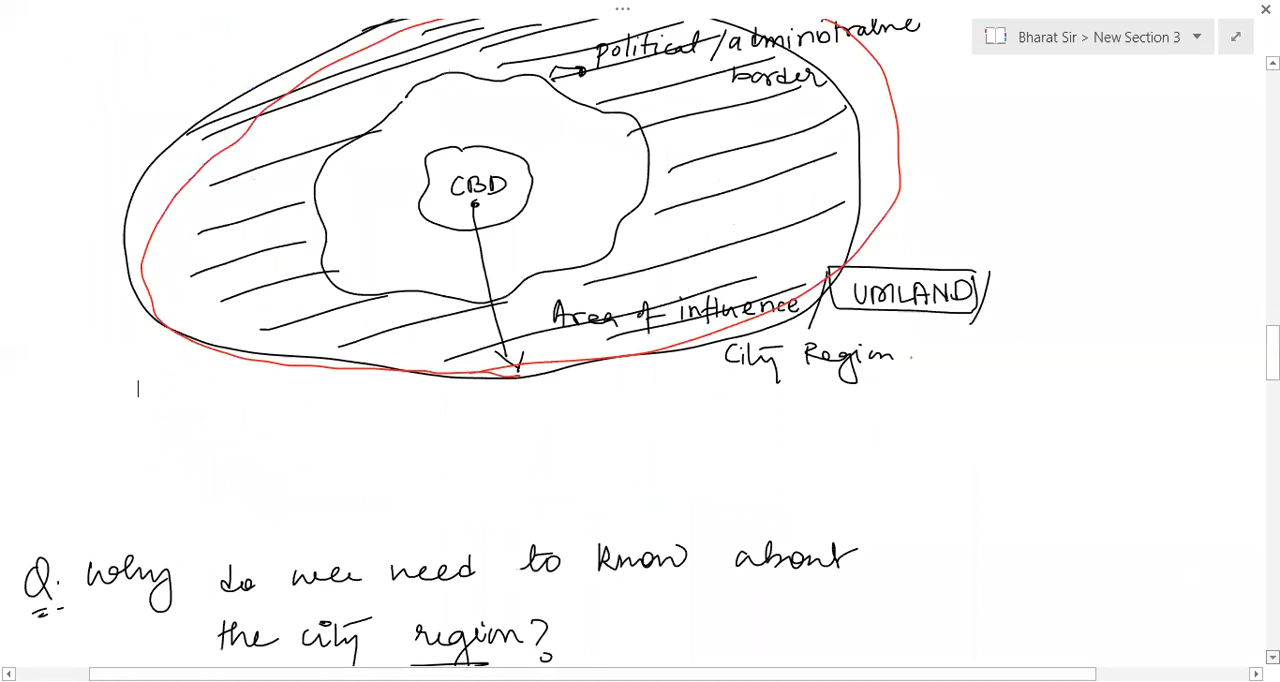 Bharat Sir > New Section 3
political/administrative
border
CBD
Area of influence / UMLAND /
City Region
Q. Why do we need to know about
the city region?